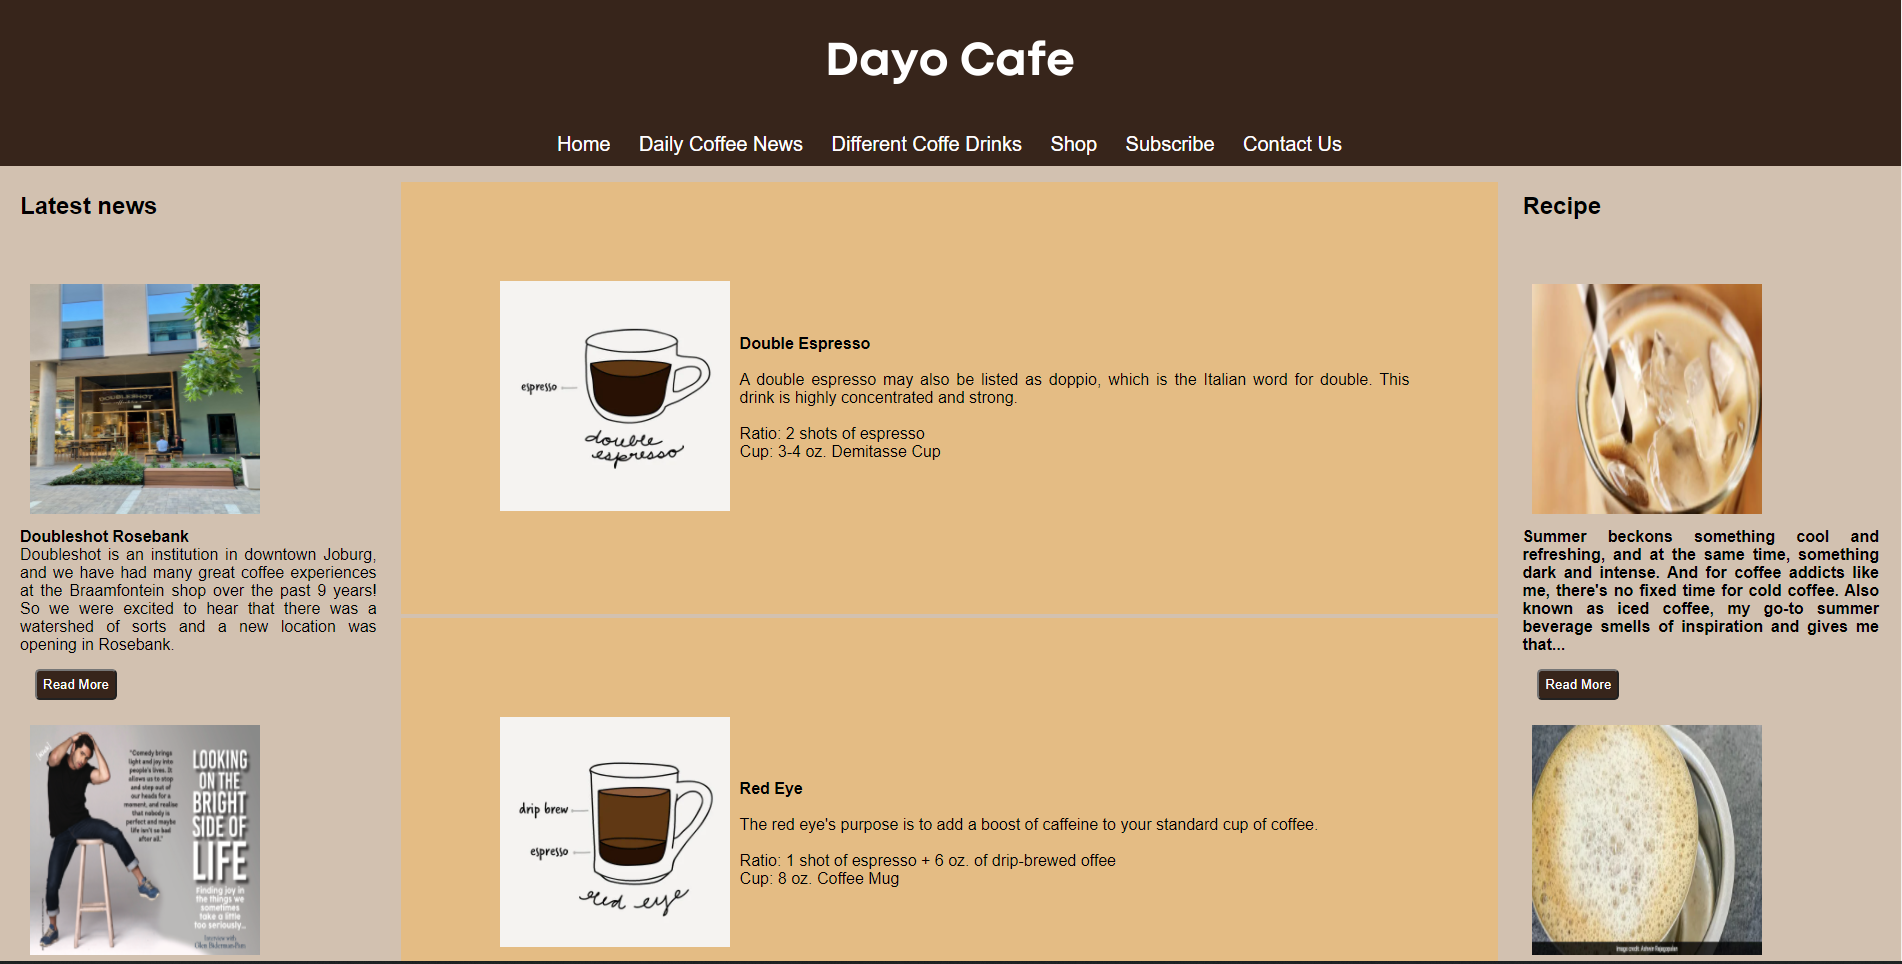 Dayo Cafe
Home Daily Coffee News Different Coffe Drinks Shop Subscribe Contact Us
Latest news
DOUBLESHOT
Doubleshot Rosebank
Doubleshot is an institution in downtown Joburg,
and we have had many great coffee experiences
at the Braamfontein shop over the past 9 years!
So we were excited to hear that there was a
watershed of sorts and a new location was
opening in Rosebank.
Read More
"Comedy brings
light and joy into
people's lives. It
allows us to stop
and step out of
our heads for a
moment, and realise
that nobody is
perfect and maybe
life isn't so bad
after all."
LOOKING
ON THE
BRIGHT
SIDE OF
LIFE
Finding joy in
the things we
sometimes
take a little
too seriously...
Interview with
espresso
double
espresso
Double Espresso
A double espresso may also be listed as doppio, which is the Italian word for double. This
drink is highly concentrated and strong.
Ratio: 2 shots of espresso
Cup: 3-4 oz. Demitasse Cup
drip brew
espresso
red eye
Red Eye
The red eye's purpose is to add a boost of caffeine to your standard cup of coffee.
Ratio: 1 shot of espresso + 6 oz. of drip-brewed offee
Cup: 8 oz. Coffee Mug
Recipe
Summer beckons something cool and
refreshing, and at the same time, something
dark and intense. And for coffee addicts like
me, there's no fixed time for cold coffee. Also
known as iced coffee, my go-to summer
beverage smells of inspiration and gives me
that...
Read More
Image credit: Ashwin Rajagopalan